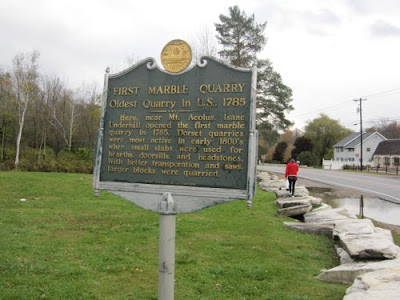 FIRST MARBLE QUARRY
Oldest Quarry in U.S., 1785
Here, near Mt. Aeolus, Isaac
Underhill opened the first marble
quarry in 1785. Dorset quarries
were most active in early 1800's
when small slabs were used for
hearths, doorsills, and headstones.
With better transporation and saws,
larger blocks were quarried.